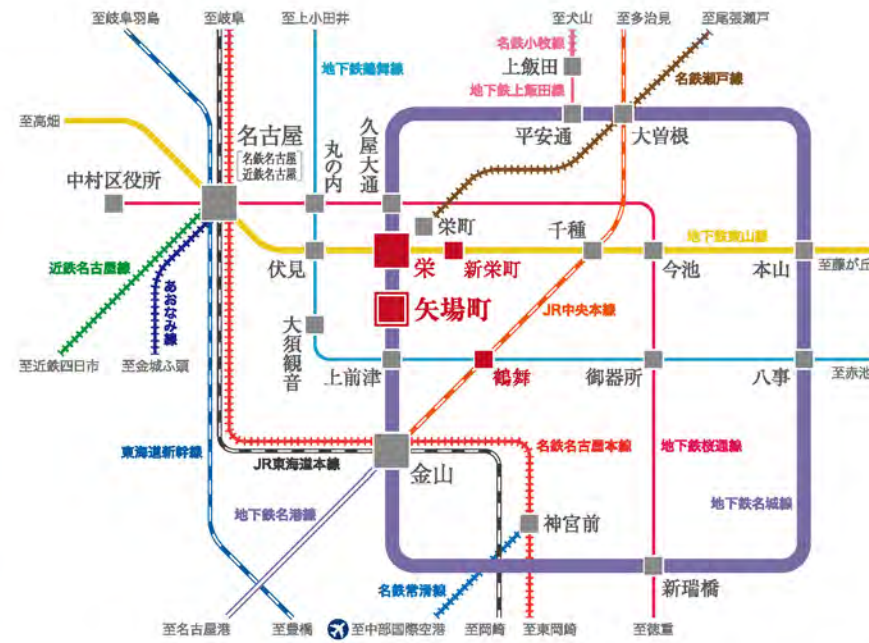 至岐阜羽島
至岐阜
至上小田井
至犬山
至多治見
至尾張瀬戸
名鉄小牧線
地下鉄鶴舞線
上飯田
名鉄瀬戸線
地下鉄上飯田線
至高畑
名古屋
名鉄名古屋
近鉄名古屋
丸の内
久屋大通
平安通
大曽根
中村区役所
栄町
千種
地下鉄東山線
近鉄名古屋線
あおなみ線
伏見
栄
新栄町
今池
本山
至藤が丘
大須観音
矢場町
JR中央本線
至近鉄四日市
至金城ふ頭
上前津
鶴舞
御器所
八事
至赤池
東海道新幹線
JR東海道本線
金山
名鉄名古屋本線
地下鉄桜通線
地下鉄名港線
神宮前
地下鉄名城線
名鉄常滑線
新瑞橋
至名古屋港
至豊橋
至中部国際空港
至岡崎
至東岡崎
至徳重